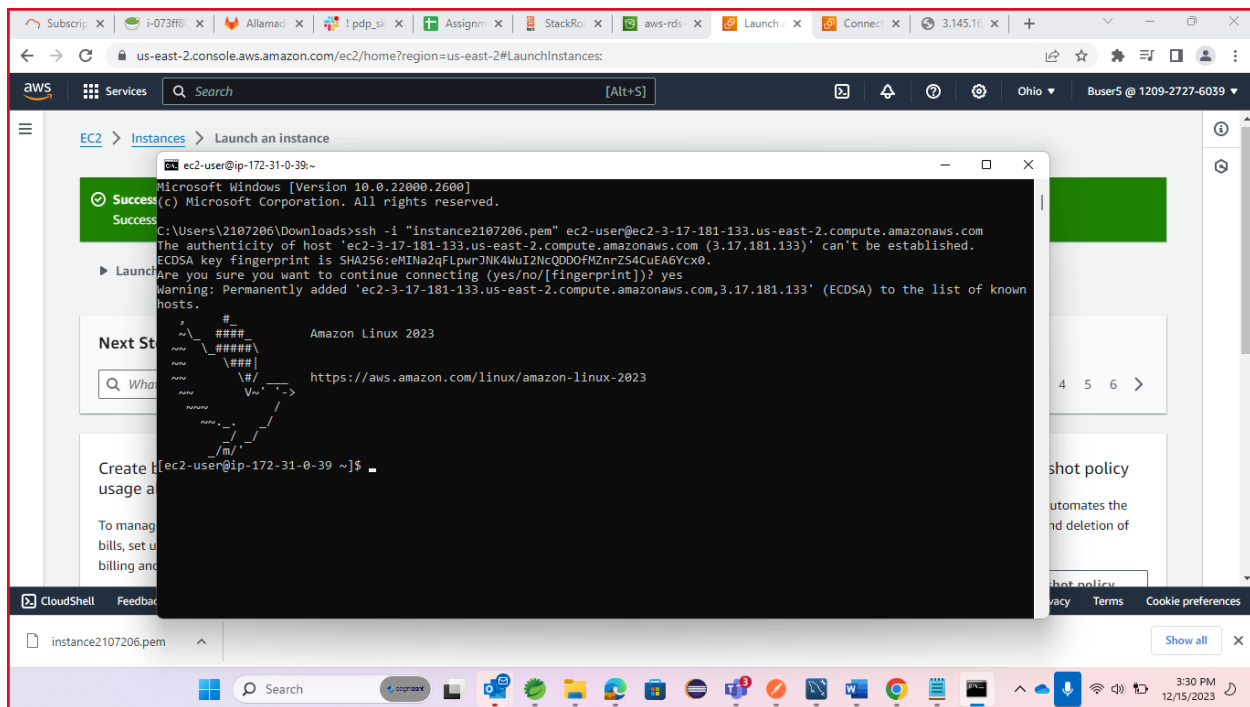 Subscrip
i-073ff80
Allamad
! pdp_sk
Assignm
StackRo
aws-rds-
Launch a
Connect
3.145.16
us-east-2.console.aws.amazon.com/ec2/home?region=us-east-2#LaunchInstances:
aws
Services
Search
[Alt+S]
Ohio
Buser5 @ 1209-2727-6039
EC2 > Instances > Launch an instance
ec2-user@ip-172-31-0-39:~
Microsoft Windows [Version 10.0.22000.2600]
(c) Microsoft Corporation. All rights reserved.
C:\Users\2107206\Downloads>ssh -i "instance2107206.pem" ec2-user@ec2-3-17-181-133.us-east-2.compute.amazonaws.com
The authenticity of host 'ec2-3-17-181-133.us-east-2.compute.amazonaws.com (3.17.181.133)' can't be established.
ECDSA key fingerprint is SHA256:eMINa2qFLpwrJNK4WuI2NcQDDOfMZnrZS4CuEA6Ycx0.
Are you sure you want to continue connecting (yes/no/[fingerprint])? yes
Warning: Permanently added 'ec2-3-17-181-133.us-east-2.compute.amazonaws.com,3.17.181.133' (ECDSA) to the list of known
hosts.
   ,     #_
   ~\_  ####_        Amazon Linux 2023
  ~~  \_#####\
  ~~     \###|
  ~~       \#/ ___   https://aws.amazon.com/linux/amazon-linux-2023
   ~~       V~' '->
    ~~~         /
      ~~._.   _/
         _/ _/
       _/m/'
[ec2-user@ip-172-31-0-39 ~]$
Success
Success
Launch
Next St
What
4 5 6 >
Create b
usage al
To manag
bills, set u
billing and
shot policy
utomates the
nd deletion of
shot policy
CloudShell
Feedbac
vacy
Terms
Cookie preferences
instance2107206.pem
Show all
Search
cognizant
3
3:30 PM
12/15/2023